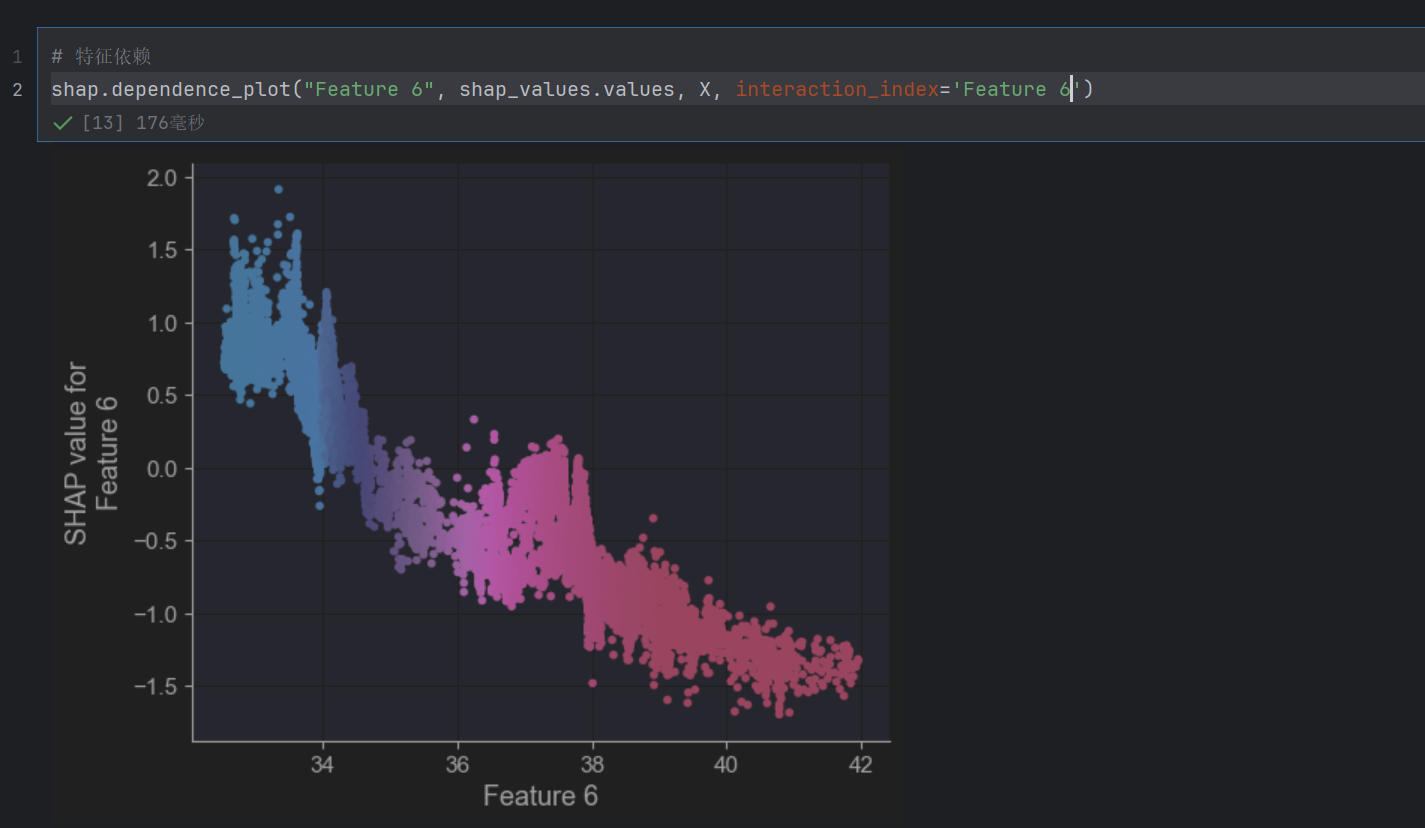 1 # 特征依赖
2 shap.dependence_plot("Feature 6", shap_values.values, X, interaction_index='Feature 6')
[13] 176毫秒
2.0
1.5
1.0
0.5
0.0
−0.5
−1.0
−1.5
SHAP value for
Feature 6
34 36 38 40 42
Feature 6